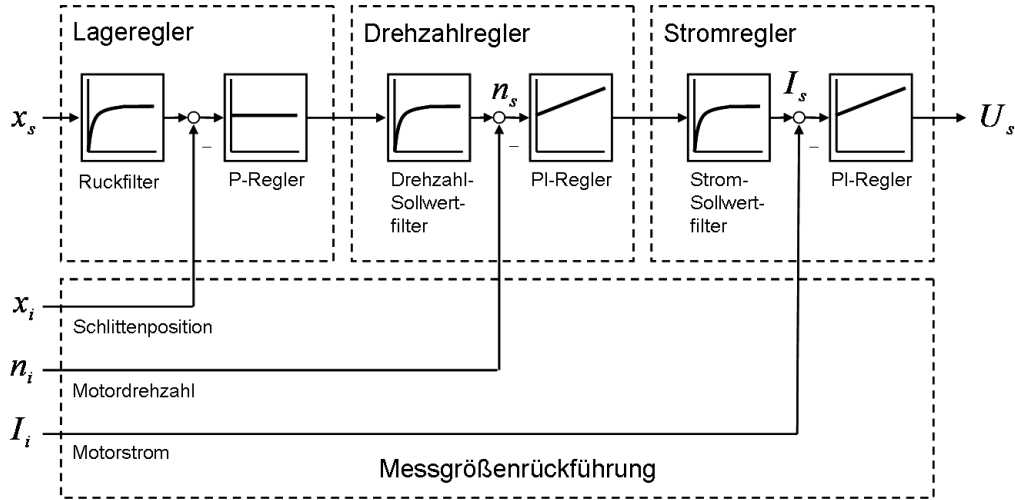 Lageregler
Drehzahlregler
Stromregler
x_s
n_s
I_s
U_s
–
–
–
Ruckfilter
P-Regler
Drehzahl-
Sollwert-
filter
PI-Regler
Strom-
Sollwert-
filter
PI-Regler
x_i
Schlittenposition
n_i
Motordrehzahl
I_i
Motorstrom
Messgrößenrückführung